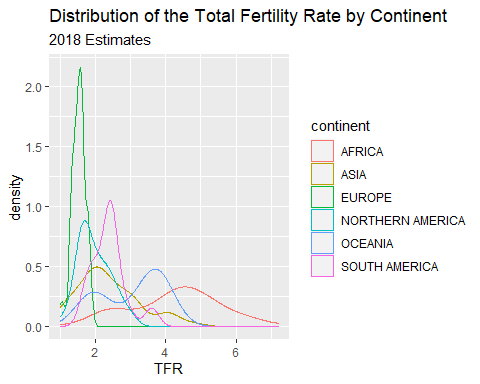 Distribution of the Total Fertility Rate by Continent
2018 Estimates
2.0
1.5
1.0
0.5
0.0
density
2
4
6
TFR
continent
AFRICA
ASIA
EUROPE
NORTHERN AMERICA
OCEANIA
SOUTH AMERICA